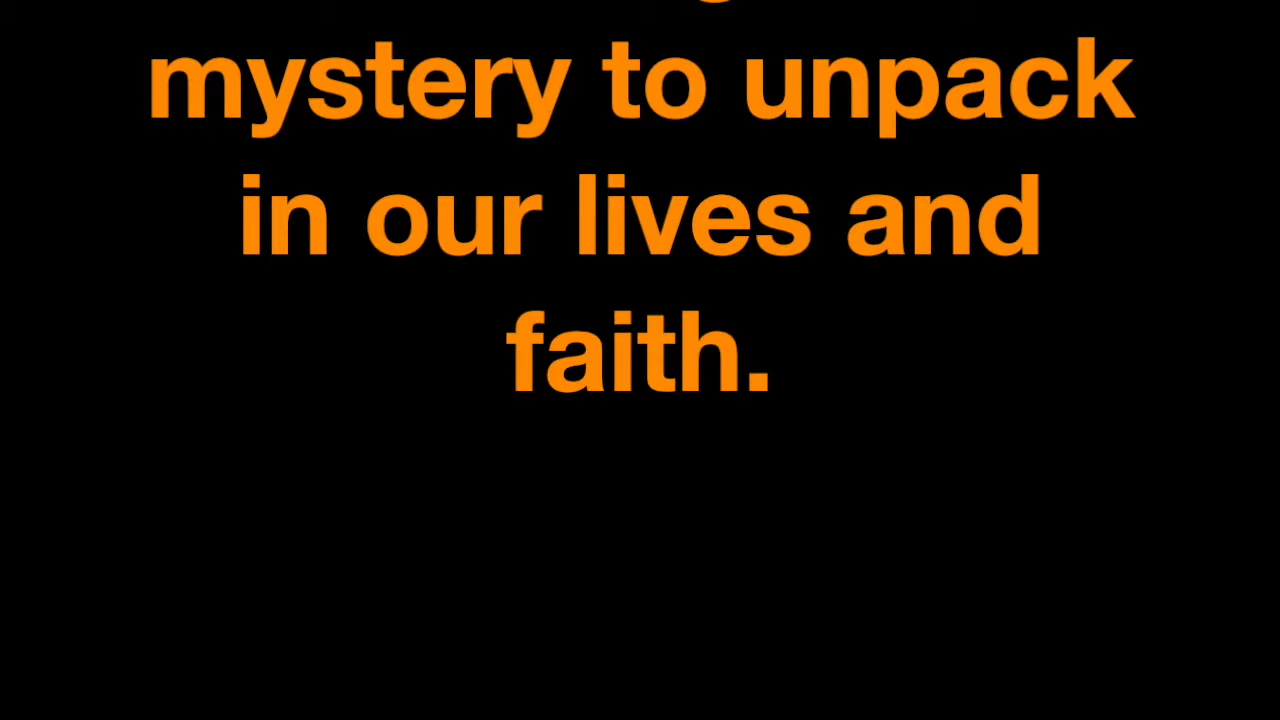 mystery to unpack
in our lives and
faith.